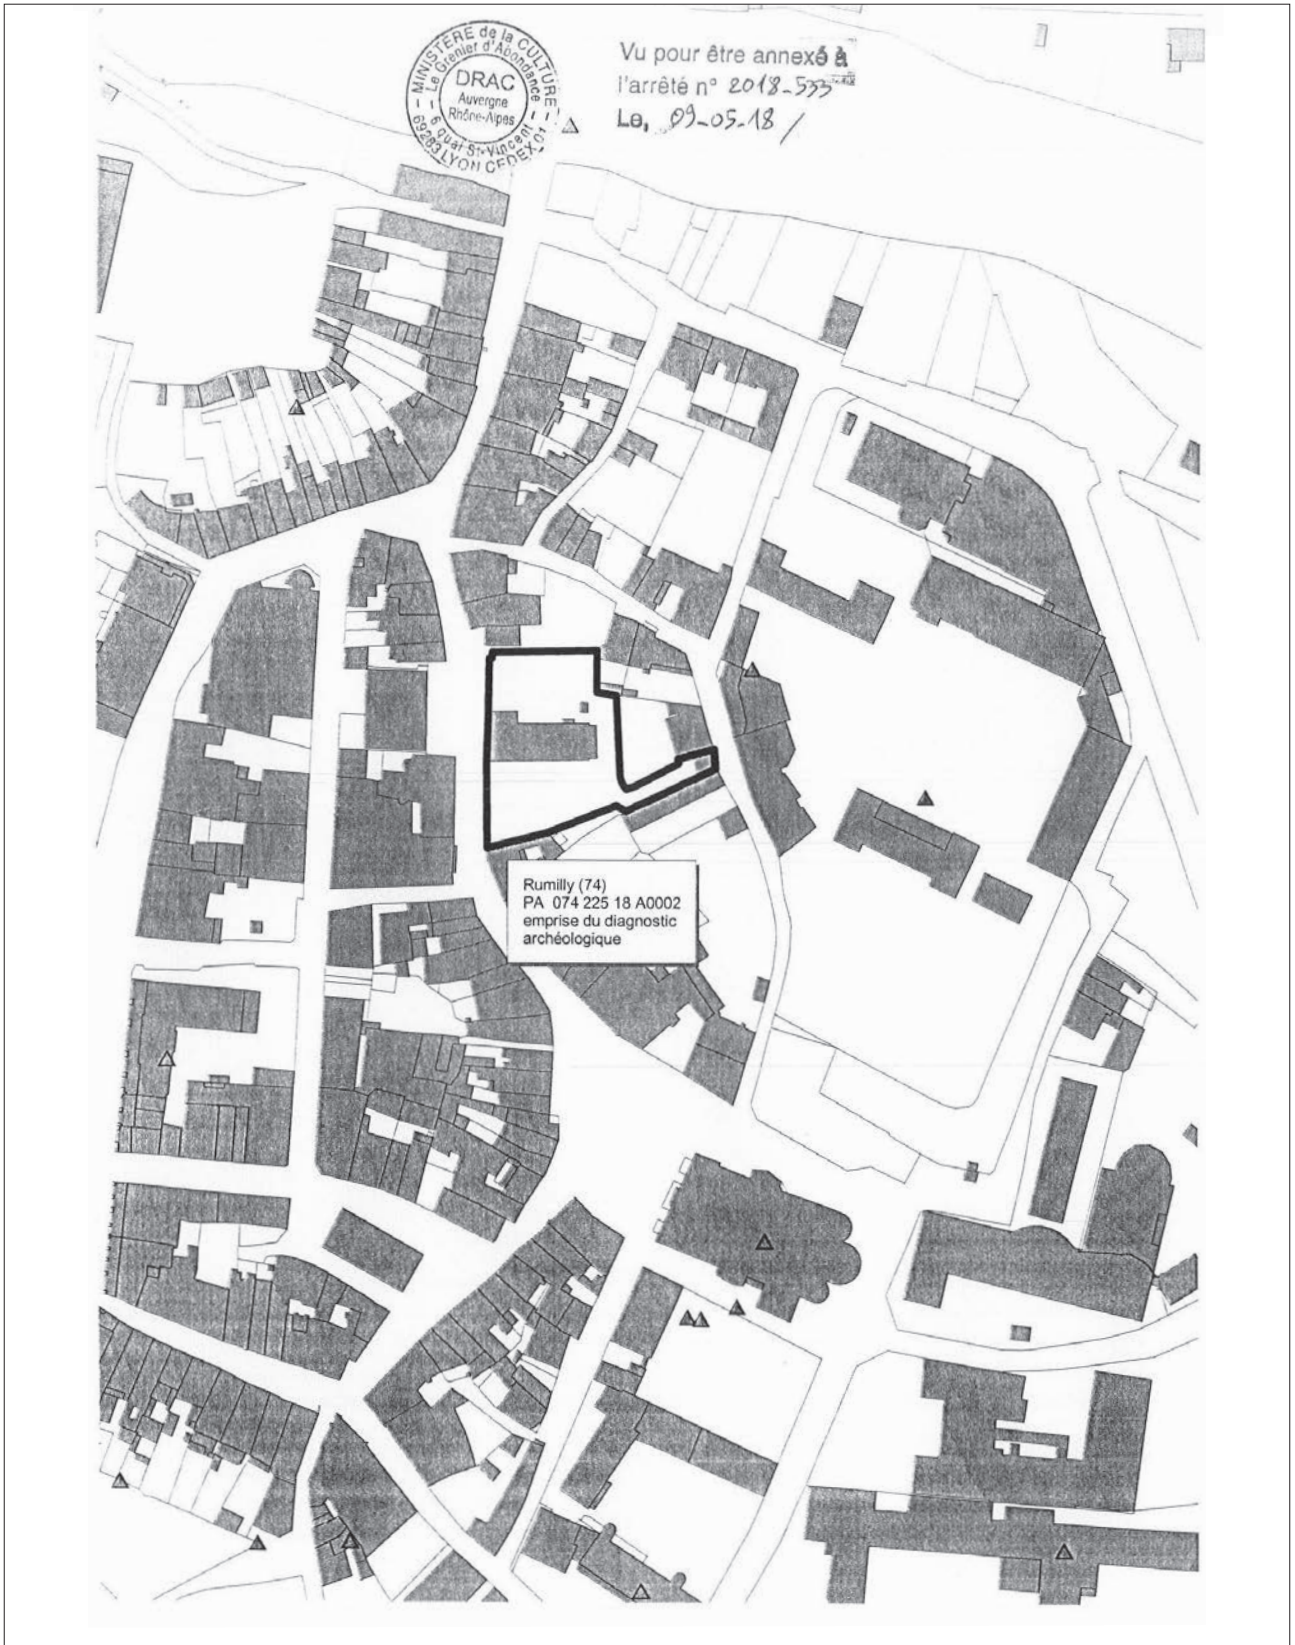 MINISTÈRE de la CULTURE
Le Grenier d'Abondance
DRAC
Auvergne
Rhône-Alpes
6 quai St-Vincent
69283 LYON CEDEX 01
Vu pour être annexé à
l'arrêté n° 2018-533
Le, 09-05-18 /
Rumilly (74)
PA 074 225 18 A0002
emprise du diagnostic
archéologique